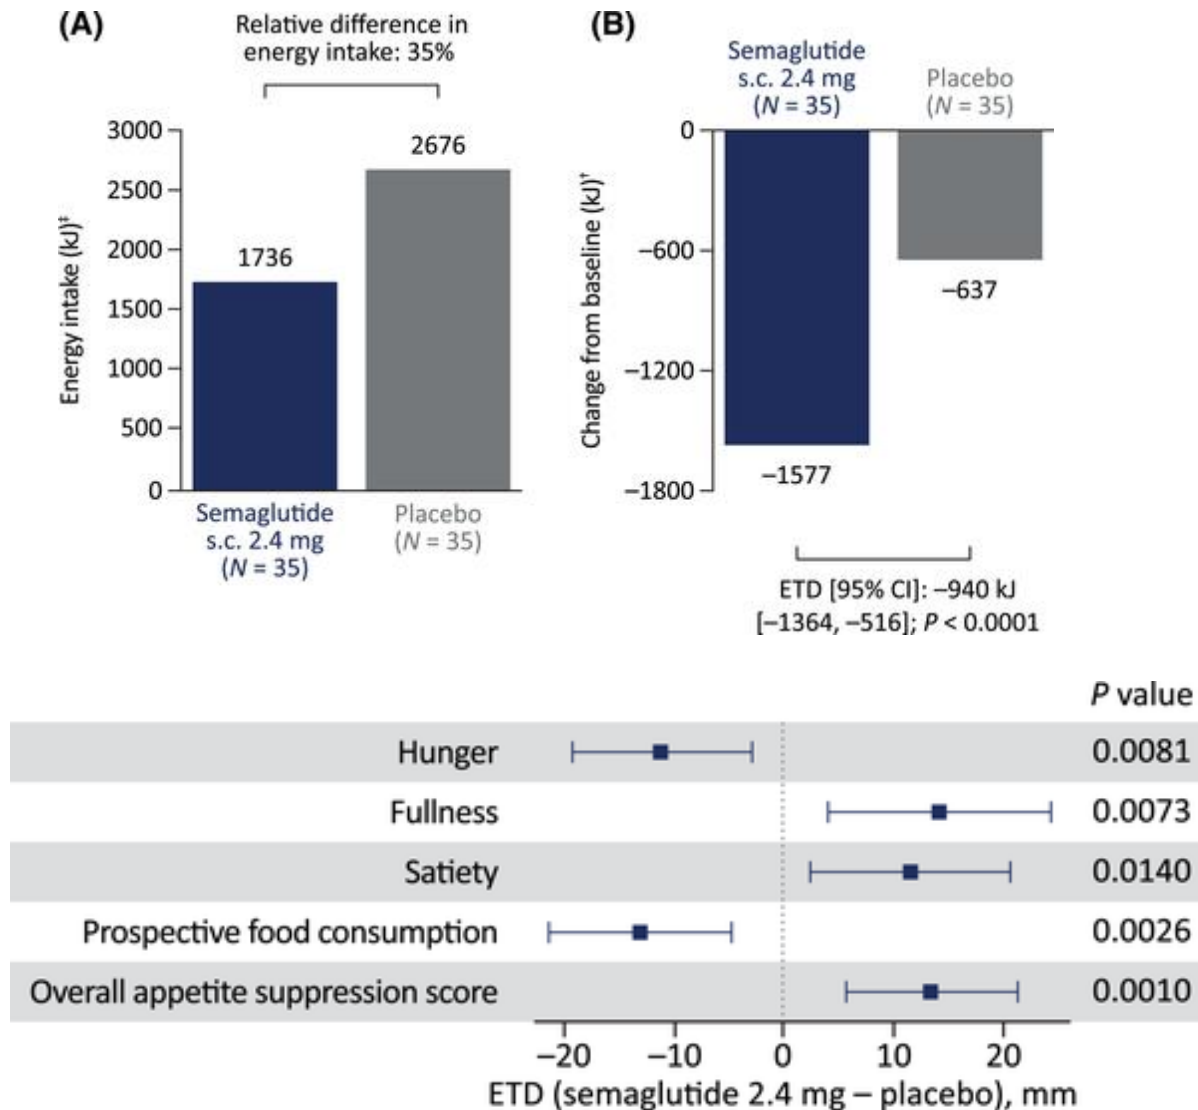 (A)
Relative difference in
energy intake: 35%
Energy intake (kJ)‡
3000
2500
2000
1500
1000
500
0
1736
2676
Semaglutide
s.c. 2.4 mg
(N = 35)
Placebo
(N = 35)
(B)
Semaglutide
s.c. 2.4 mg
(N = 35)
Placebo
(N = 35)
Change from baseline (kJ)†
0
–600
–1200
–1800
–1577
–637
ETD [95% CI]: –940 kJ
[–1364, –516]; P < 0.0001
P value
Hunger 0.0081
Fullness 0.0073
Satiety 0.0140
Prospective food consumption 0.0026
Overall appetite suppression score 0.0010
–20 –10 0 10 20
ETD (semaglutide 2.4 mg – placebo), mm